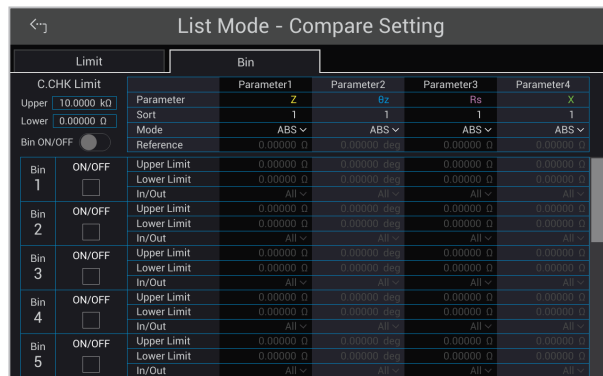 List Mode - Compare Setting
Limit Bin
C.CHK Limit Parameter1 Parameter2 Parameter3 Parameter4
Upper 10.0000 kΩ Parameter Z θz Rs X
Sort 1 1 1 1
Lower 0.00000 Ω Mode ABS ABS ABS ABS
Bin ON/OFF Reference 0.00000 Ω 0.00000 deg 0.00000 Ω 0.00000 Ω
Bin 1 ON/OFF Upper Limit 0.00000 Ω 0.00000 deg 0.00000 Ω 0.00000 Ω
Lower Limit 0.00000 Ω 0.00000 deg 0.00000 Ω 0.00000 Ω
In/Out All All All All
Bin 2 ON/OFF Upper Limit 0.00000 Ω 0.00000 deg 0.00000 Ω 0.00000 Ω
Lower Limit 0.00000 Ω 0.00000 deg 0.00000 Ω 0.00000 Ω
In/Out All All All All
Bin 3 ON/OFF Upper Limit 0.00000 Ω 0.00000 deg 0.00000 Ω 0.00000 Ω
Lower Limit 0.00000 Ω 0.00000 deg 0.00000 Ω 0.00000 Ω
In/Out All All All All
Bin 4 ON/OFF Upper Limit 0.00000 Ω 0.00000 deg 0.00000 Ω 0.00000 Ω
Lower Limit 0.00000 Ω 0.00000 deg 0.00000 Ω 0.00000 Ω
In/Out All All All All
Bin 5 ON/OFF Upper Limit 0.00000 Ω 0.00000 deg 0.00000 Ω 0.00000 Ω
Lower Limit 0.00000 Ω 0.00000 deg 0.00000 Ω 0.00000 Ω
In/Out All All All All